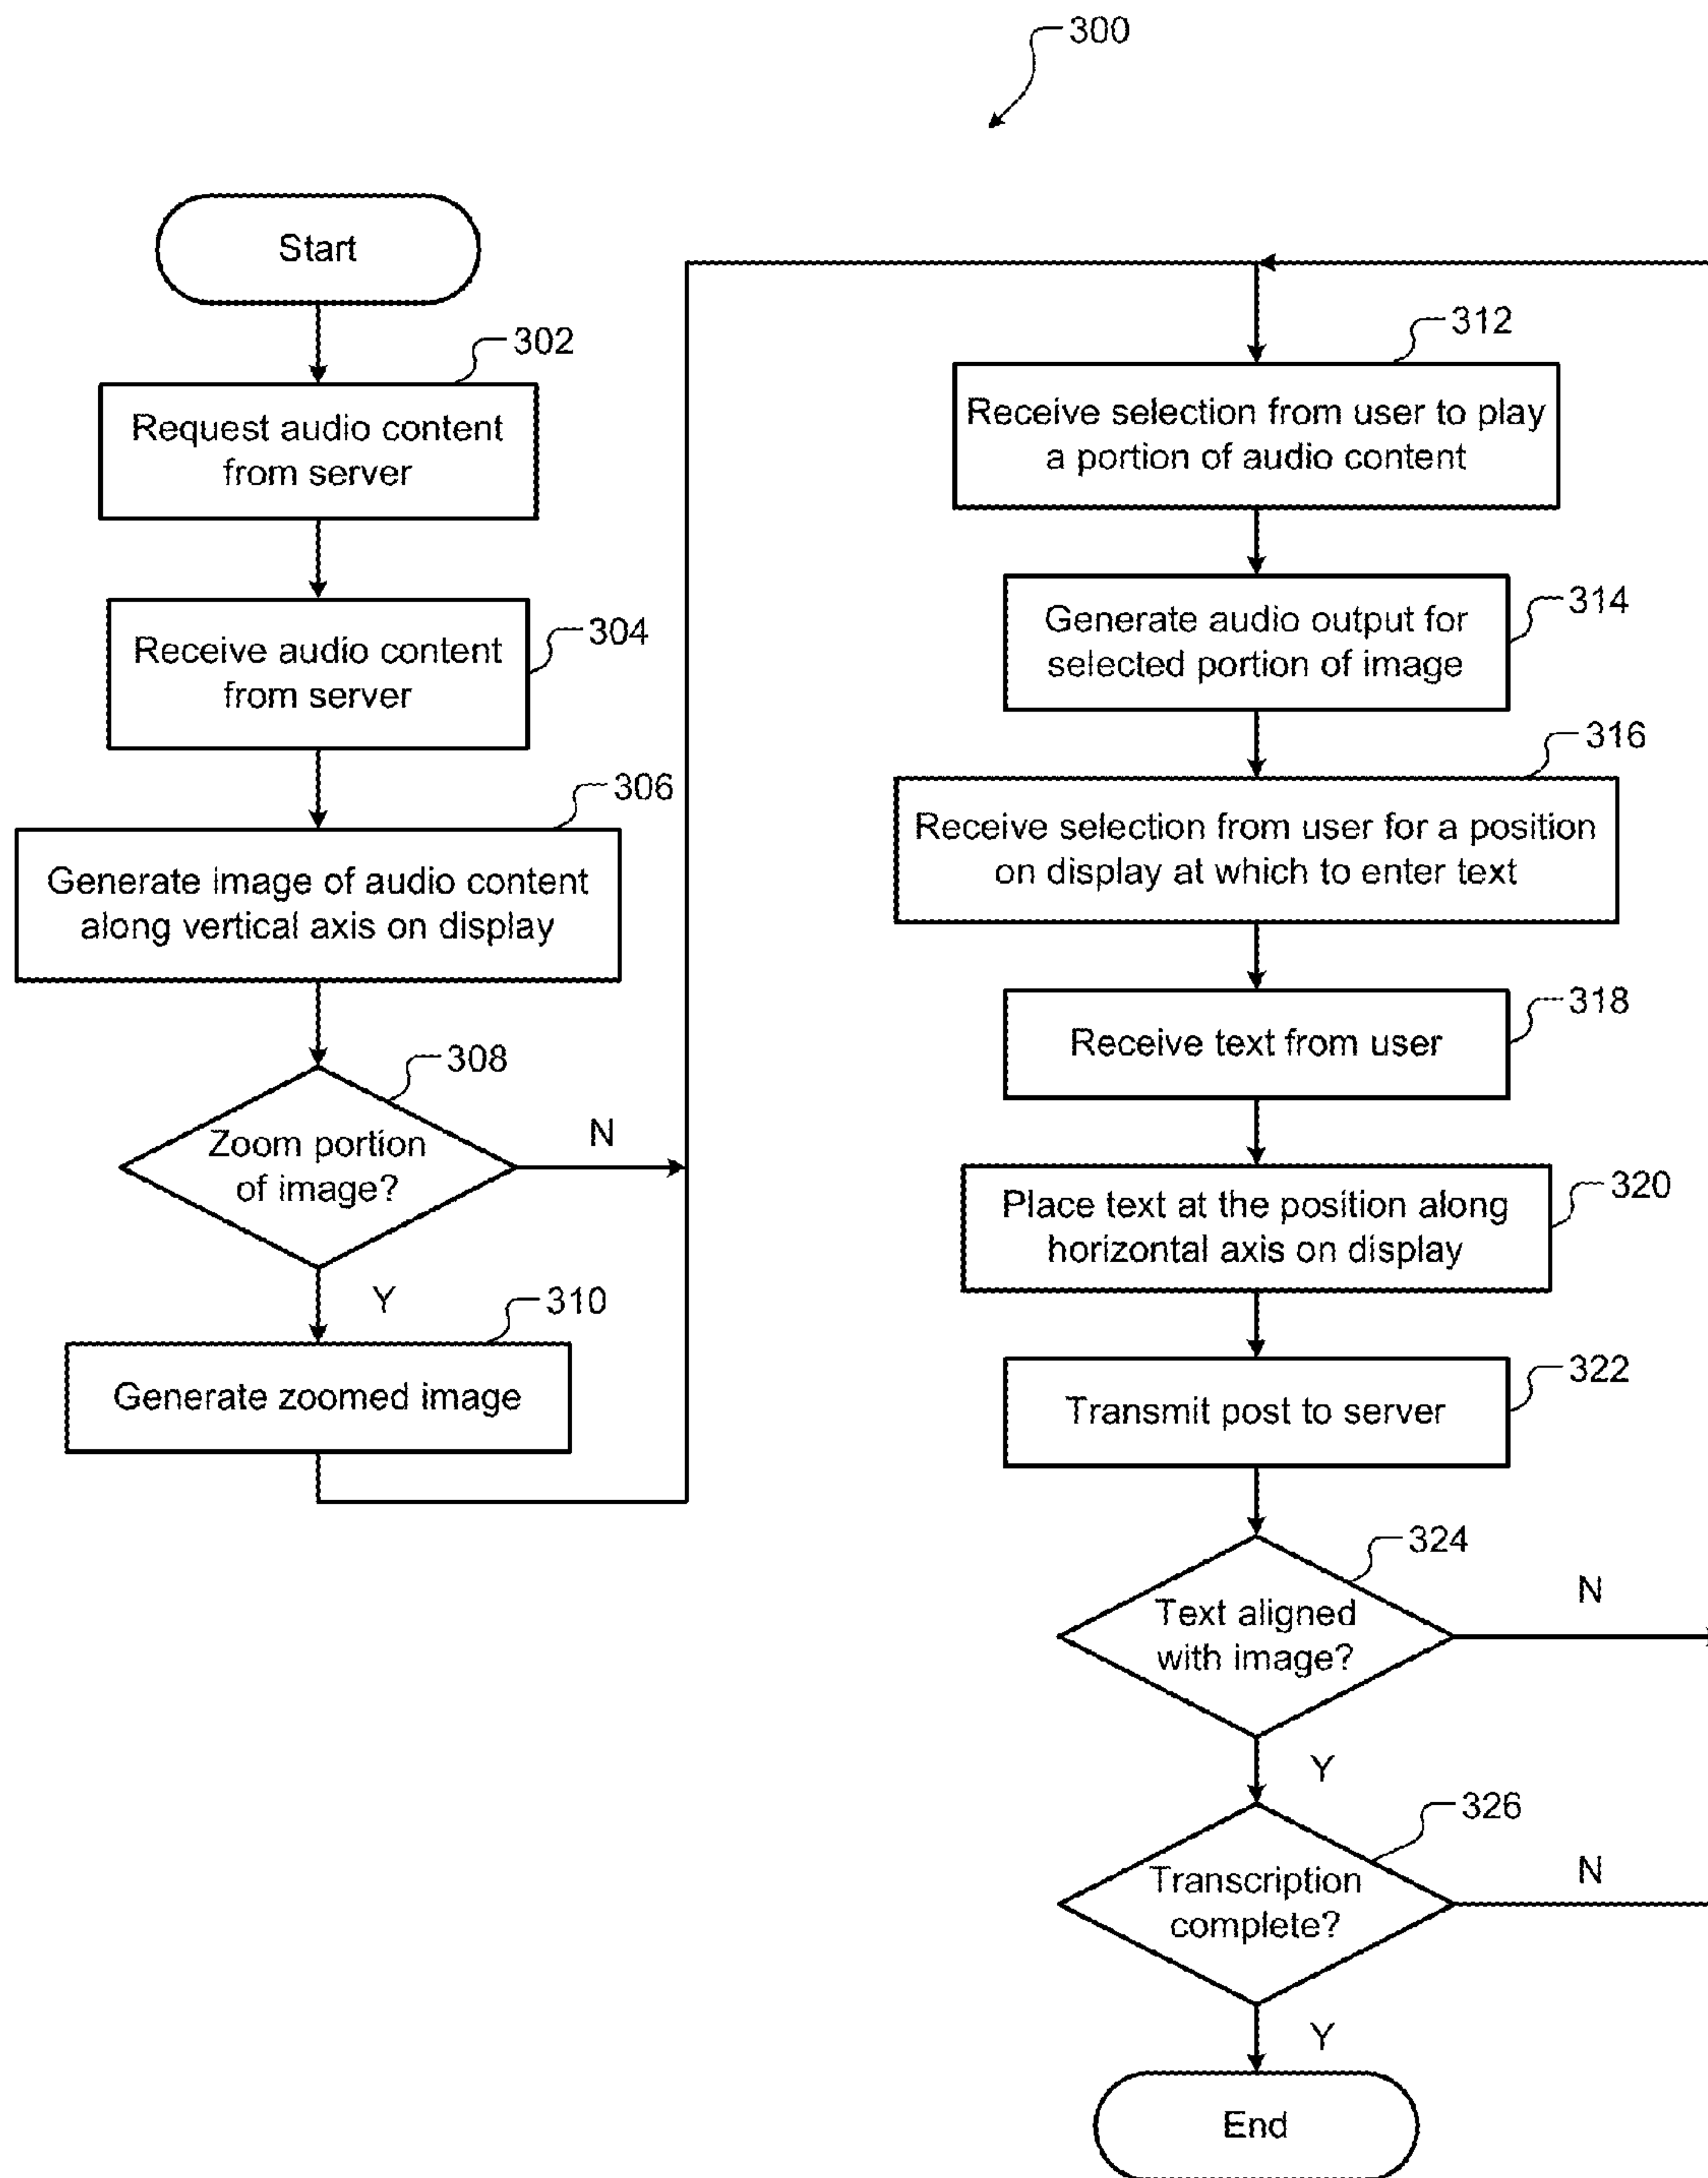 300
Start
302
Request audio content
from server
304
Receive audio content
from server
306
Generate image of audio content
along vertical axis on display
308
Zoom portion
of image?
N
Y
310
Generate zoomed image
312
Receive selection from user to play
a portion of audio content
314
Generate audio output for
selected portion of image
316
Receive selection from user for a position
on display at which to enter text
318
Receive text from user
320
Place text at the position along
horizontal axis on display
322
Transmit post to server
324
Text aligned
with image?
N
Y
326
Transcription
complete?
N
Y
End